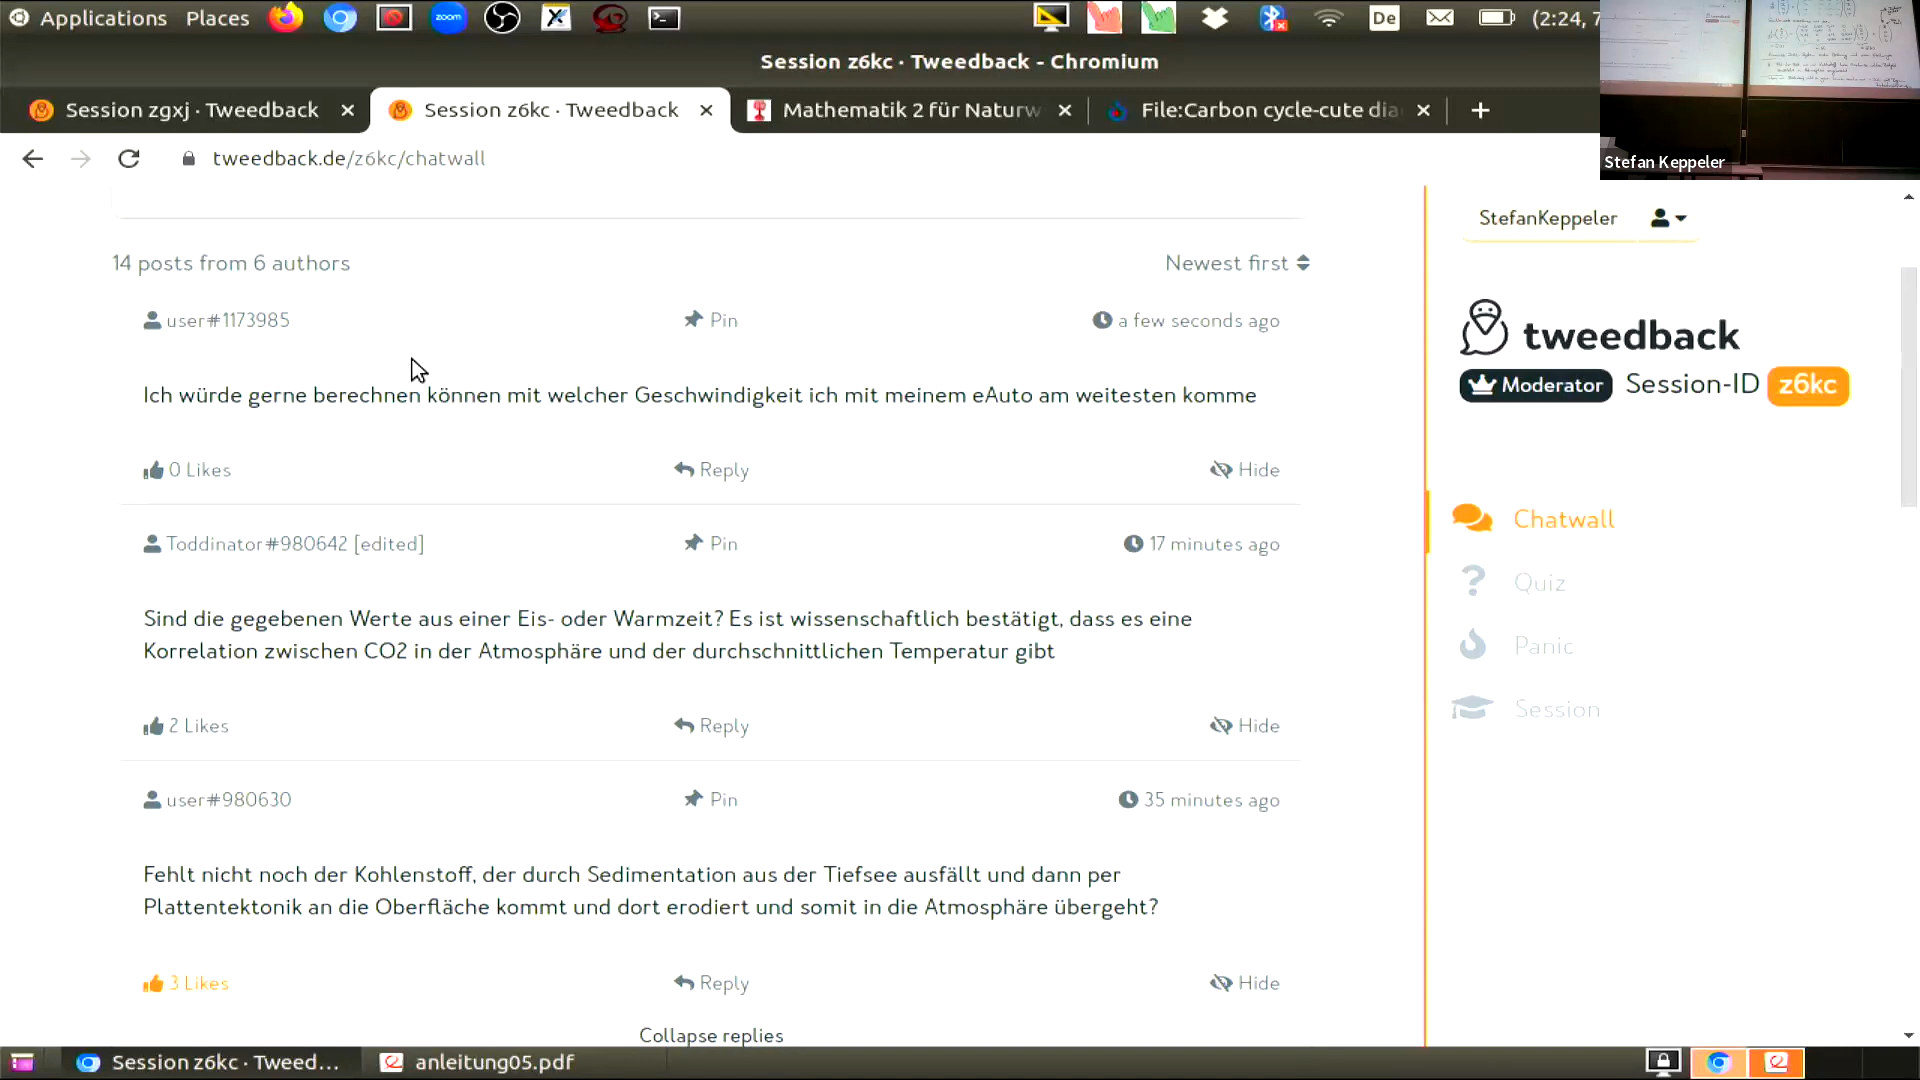 Applications Places zoom De (2:24, 7
Session z6kc · Tweedback - Chromium
Session zgxj · Tweedback
Session z6kc · Tweedback
Mathematik 2 für Naturw
File:Carbon cycle-cute dia
tweedback.de/z6kc/chatwall
Stefan Keppeler
14 posts from 6 authors
Newest first
user#1173985 Pin a few seconds ago
Ich würde gerne berechnen können mit welcher Geschwindigkeit ich mit meinem eAuto am weitesten komme
0 Likes Reply Hide
Toddinator#980642 [edited] Pin 17 minutes ago
Sind die gegebenen Werte aus einer Eis- oder Warmzeit? Es ist wissenschaftlich bestätigt, dass es eine
Korrelation zwischen CO2 in der Atmosphäre und der durchschnittlichen Temperatur gibt
2 Likes Reply Hide
user#980630 Pin 35 minutes ago
Fehlt nicht noch der Kohlenstoff, der durch Sedimentation aus der Tiefsee ausfällt und dann per
Plattentektonik an die Oberfläche kommt und dort erodiert und somit in die Atmosphäre übergeht?
3 Likes Reply Hide
Collapse replies
StefanKeppeler
tweedback
Moderator Session-ID z6kc
Chatwall
Quiz
Panic
Session
Session z6kc · Tweed...
anleitung05.pdf